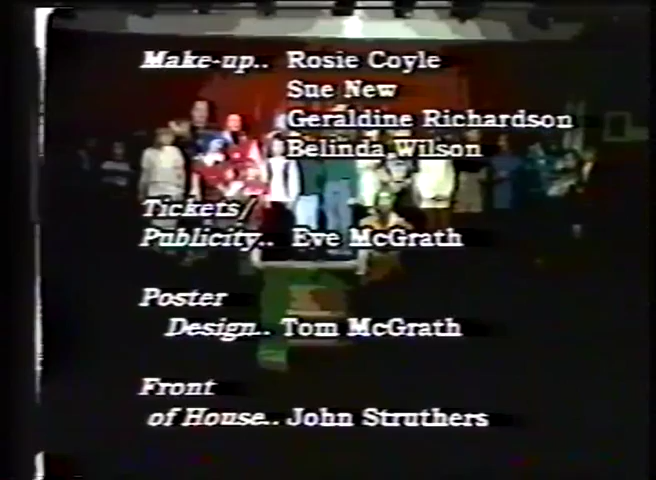 Make-up.. Rosie Coyle
Sue New
Geraldine Richardson
Belinda Wilson
Tickets/
Publicity.. Eve McGrath
Poster
Design.. Tom McGrath
Front
of House.. John Struthers